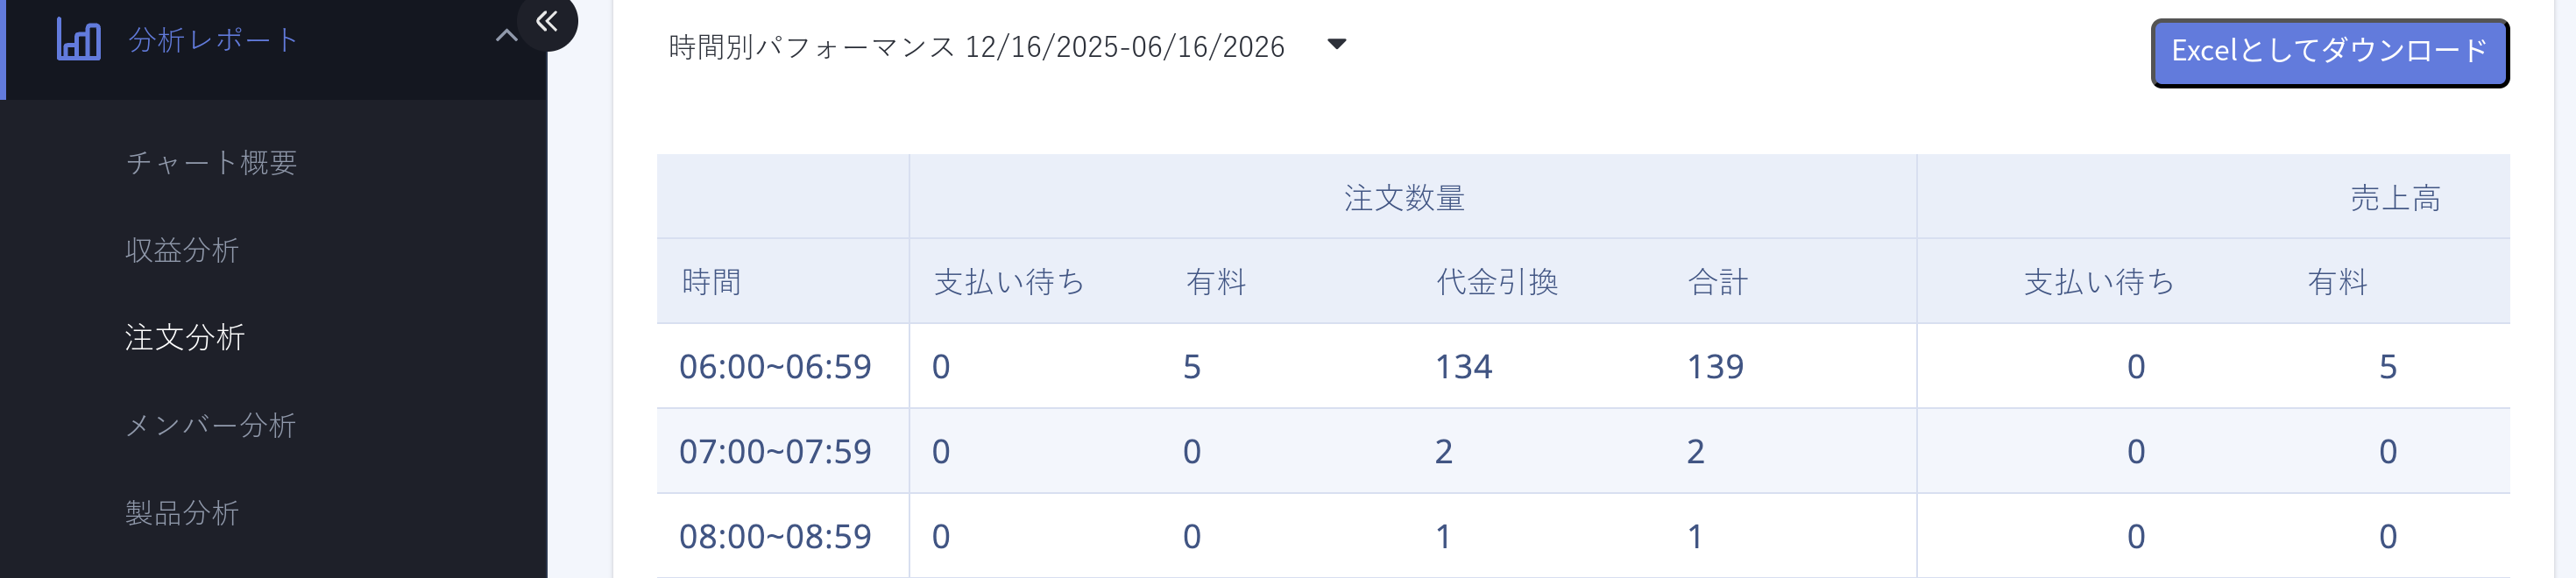 分析レポート
チャート概要
収益分析
注文分析
メンバー分析
製品分析
時間別パフォーマンス 12/16/2025-06/16/2026
Excelとしてダウンロード
注文数量 売上高
時間 支払い待ち 有料 代金引換 合計 支払い待ち 有料
06:00~06:59 0 5 134 139 0 5
07:00~07:59 0 0 2 2 0 0
08:00~08:59 0 0 1 1 0 0